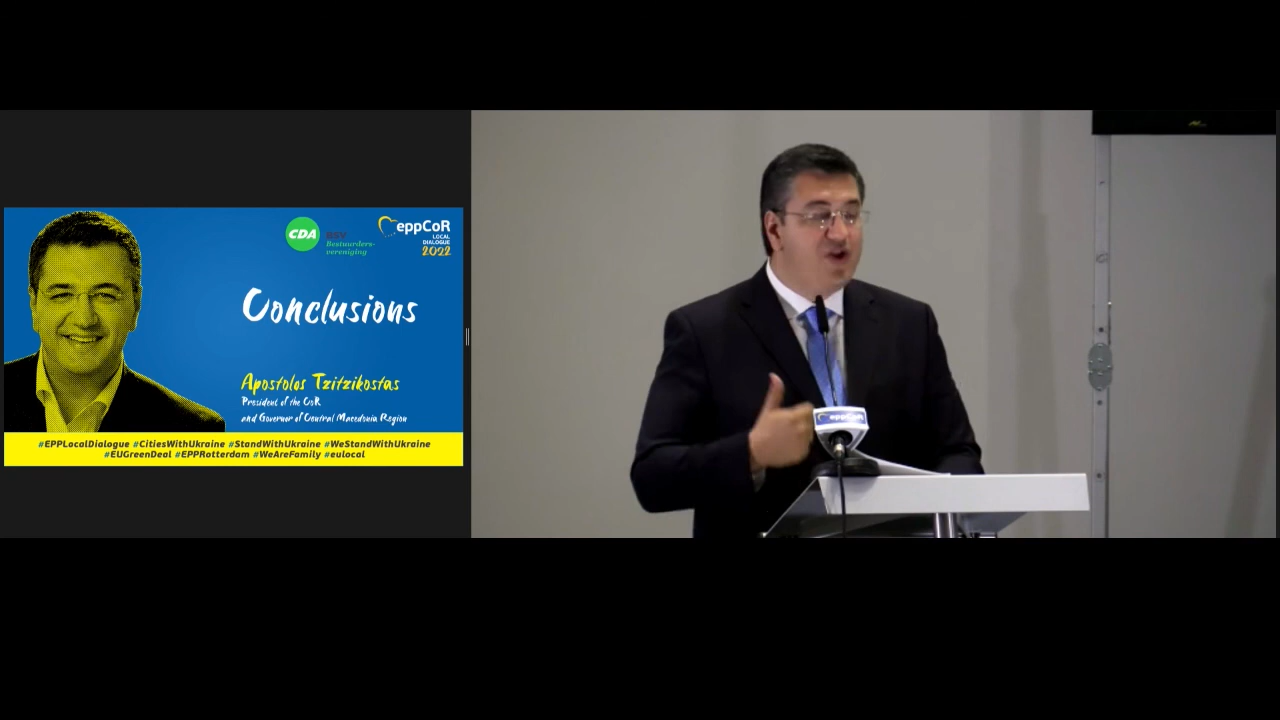 CDA
BSV
Bestuurders-
vereniging
eppCoR
LOCAL
DIALOGUE
2022
Conclusions
Apostolos Tzitzikostas
President of the CoR
and Governor of Central Macedonia Region
#EPPLocalDialogue #CitiesWithUkraine #StandWithUkraine #WeStandWithUkraine
#EUGreenDeal #EPPRotterdam #WeAreFamily #eulocal
eppCoR